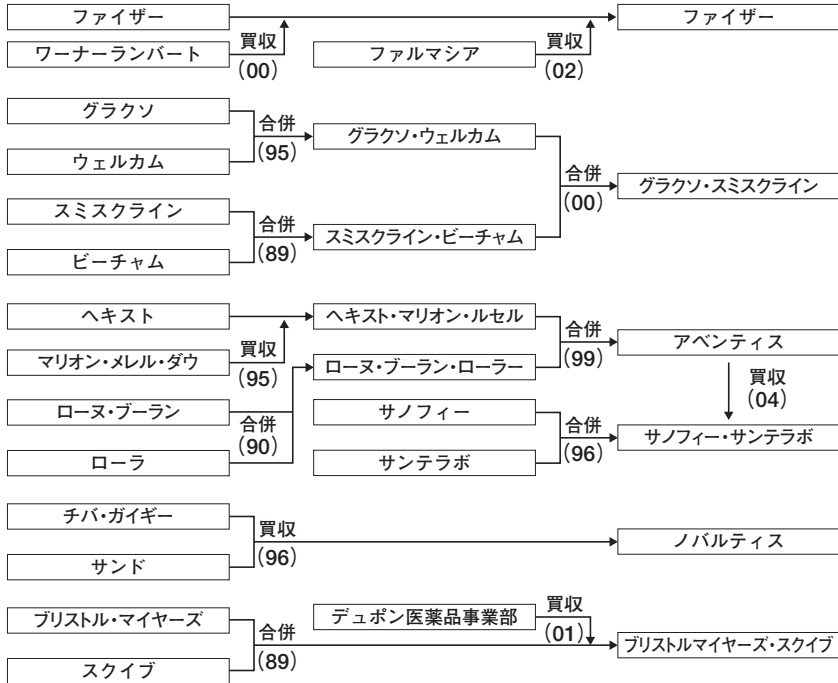 ファイザー
ファイザー
ワーナーランバート
買収
(00)
ファルマシア
買収
(02)
グラクソ
ウェルカム
合併
(95)
グラクソ・ウェルカム
スミスクライン
ビーチャム
合併
(89)
スミスクライン・ビーチャム
合併
(00)
グラクソ・スミスクライン
ヘキスト
マリオン・メレル・ダウ
買収
(95)
ヘキスト・マリオン・ルセル
ローヌ・プーラン
ローラ
合併
(90)
ローヌ・プーラン・ローラー
合併
(99)
アベンティス
買収
(04)
サノフィー
サンテラボ
合併
(96)
サノフィー・サンテラボ
チバ・ガイギー
サンド
買収
(96)
ノバルティス
ブリストル・マイヤーズ
スクイブ
合併
(89)
デュポン医薬品事業部
買収
(01)
ブリストルマイヤーズ・スクイブ